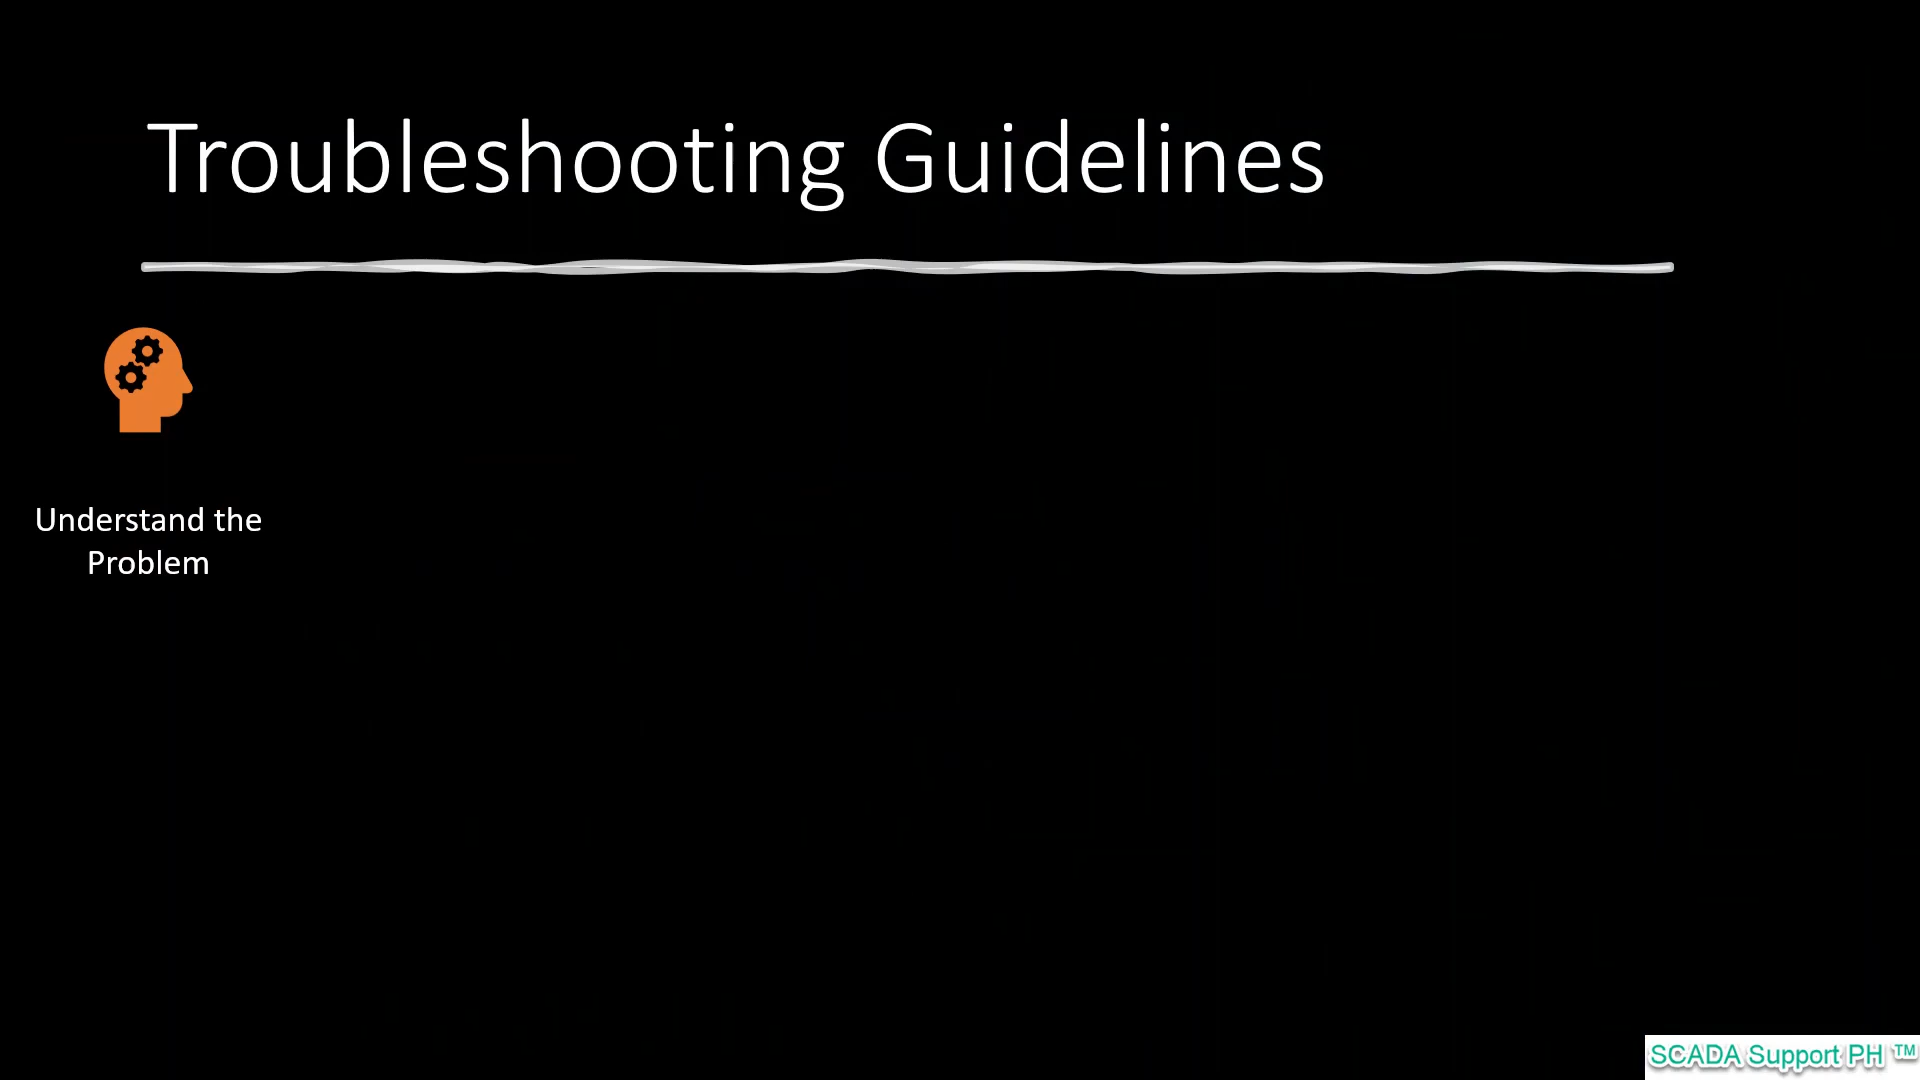 Troubleshooting Guidelines
Understand the
Problem
SCADA Support PH ™